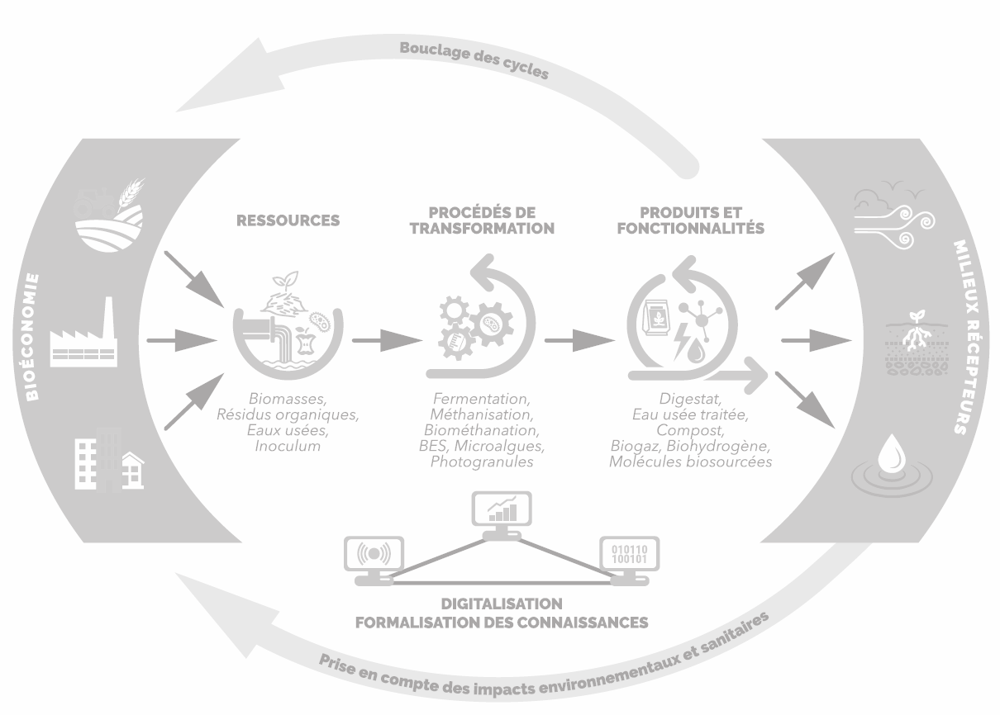 Bouclage des cycles
BIOÉCONOMIE
RESSOURCES
Biomasses,
Résidus organiques,
Eaux usées,
Inoculum
PROCÉDÉS DE
TRANSFORMATION
Fermentation,
Méthanisation,
Biométhanation,
BES, Microalgues,
Photogranules
PRODUITS ET
FONCTIONNALITÉS
Digestat,
Eau usée traitée,
Compost,
Biogaz, Biohydrogène,
Molécules biosourcées
MILIEUX RÉCEPTEURS
010110
100101
DIGITALISATION
FORMALISATION DES CONNAISSANCES
Prise en compte des impacts environnementaux et sanitaires